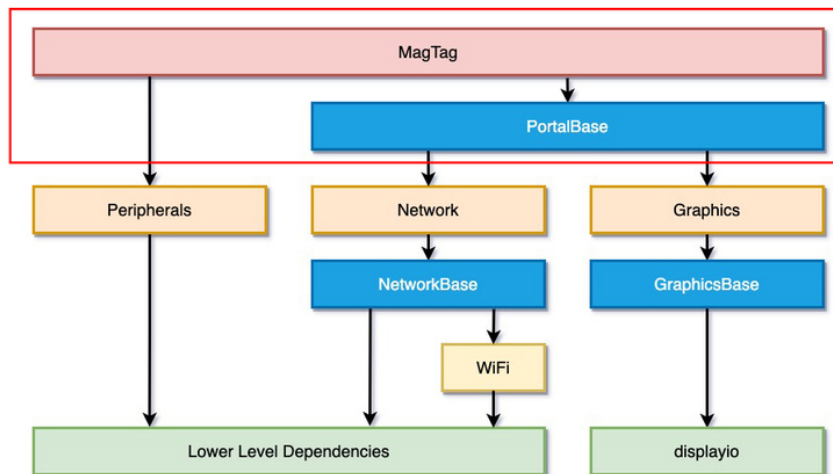 MagTag
PortalBase
Peripherals
Network
Graphics
NetworkBase
GraphicsBase
WiFi
Lower Level Dependencies
displayio